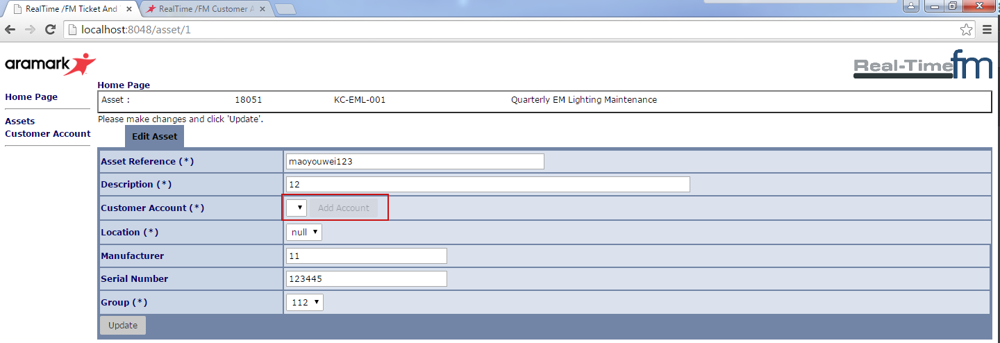 RealTime /FM Ticket And
RealTime /FM Customer A
localhost:8048/asset/1
aramark
Real-Timefm
Home Page
Assets
Customer Account
Home Page
Asset : 18051 KC-EML-001 Quarterly EM Lighting Maintenance
Please make changes and click 'Update'.
Edit Asset
Asset Reference (*) maoyouwei123
Description (*) 12
Customer Account (*) Add Account
Location (*) null
Manufacturer 11
Serial Number 123445
Group (*) 112
Update